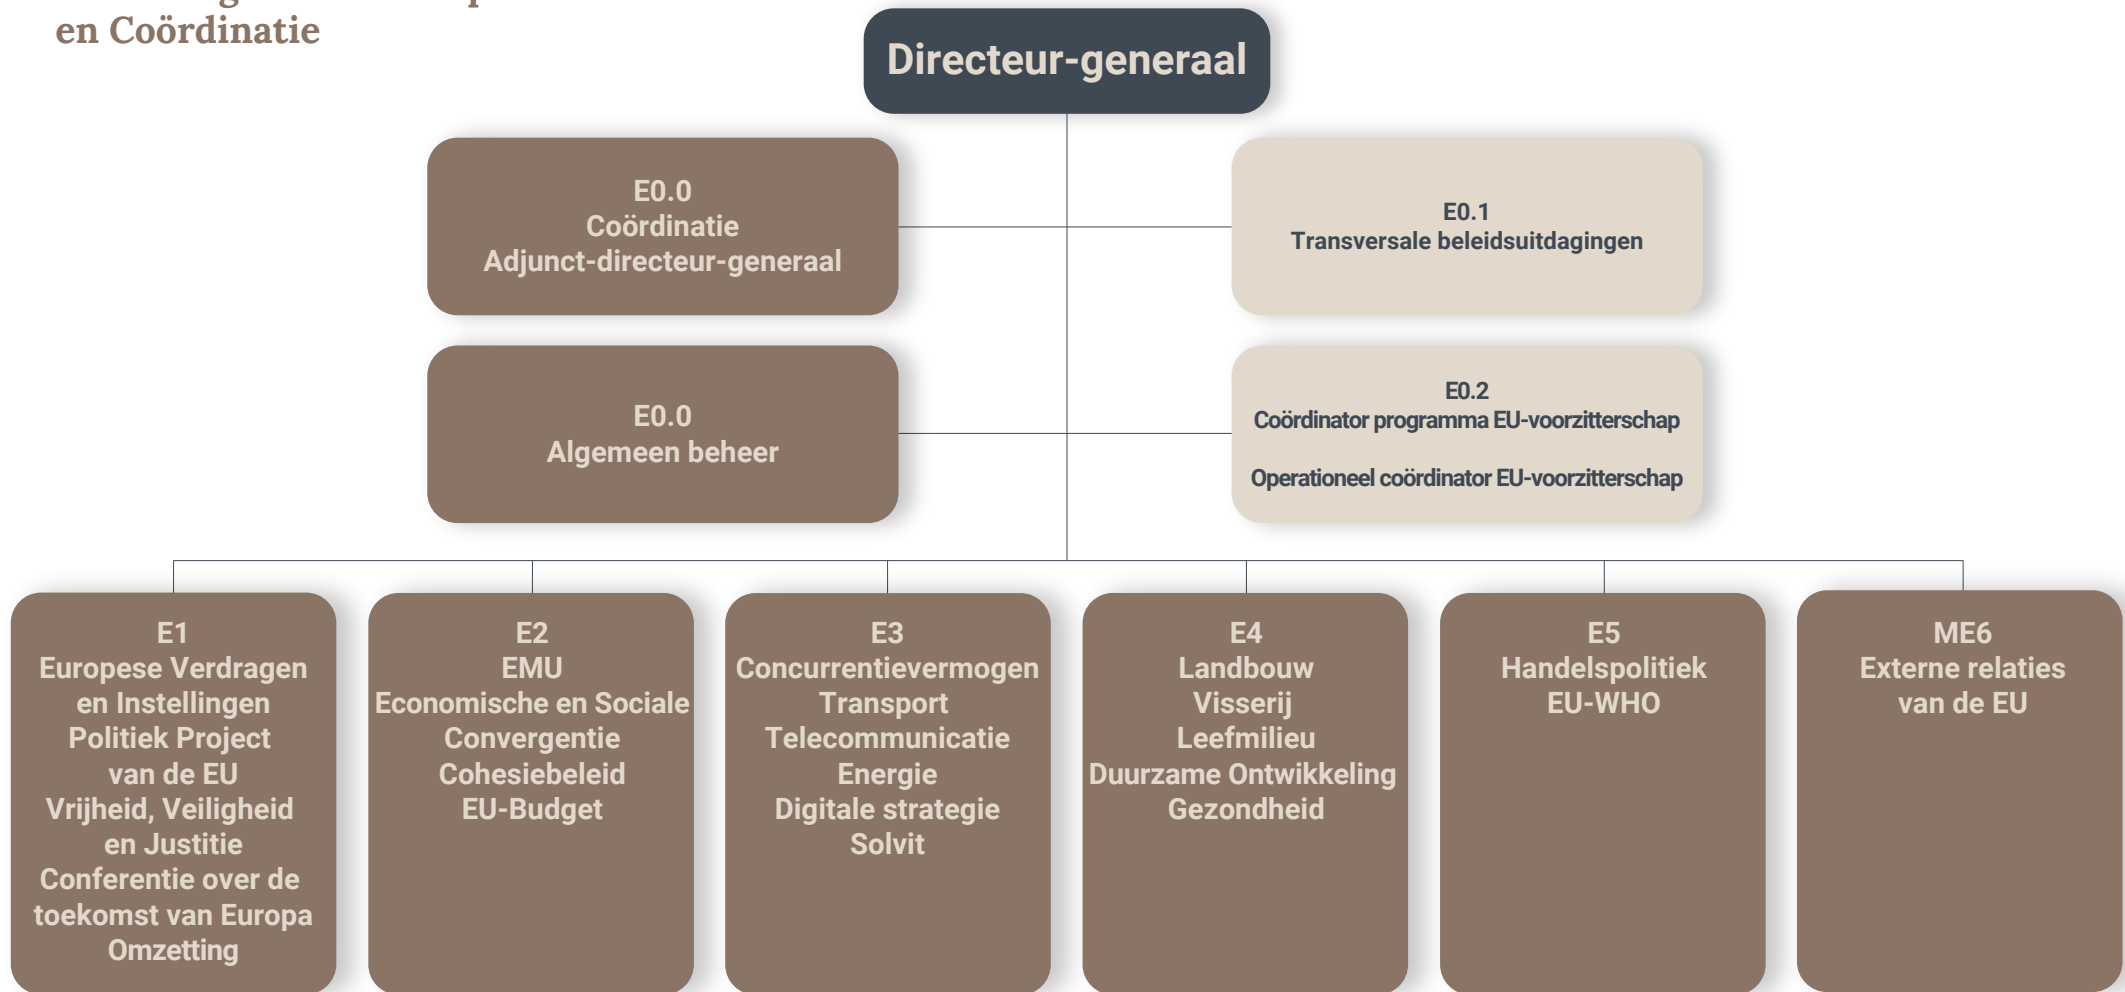 en Coördinatie
Directeur-generaal
E0.0
Coördinatie
Adjunct-directeur-generaal
E0.1
Transversale beleidsuitdagingen
E0.0
Algemeen beheer
E0.2
Coördinator programma EU-voorzitterschap
Operationeel coördinator EU-voorzitterschap
E1
Europese Verdragen
en Instellingen
Politiek Project
van de EU
Vrijheid, Veiligheid
en Justitie
Conferentie over de
toekomst van Europa
Omzetting
E2
EMU
Economische en Sociale
Convergentie
Cohesiebeleid
EU-Budget
E3
Concurrentievermogen
Transport
Telecommunicatie
Energie
Digitale strategie
Solvit
E4
Landbouw
Visserij
Leefmilieu
Duurzame Ontwikkeling
Gezondheid
E5
Handelspolitiek
EU-WHO
ME6
Externe relaties
van de EU